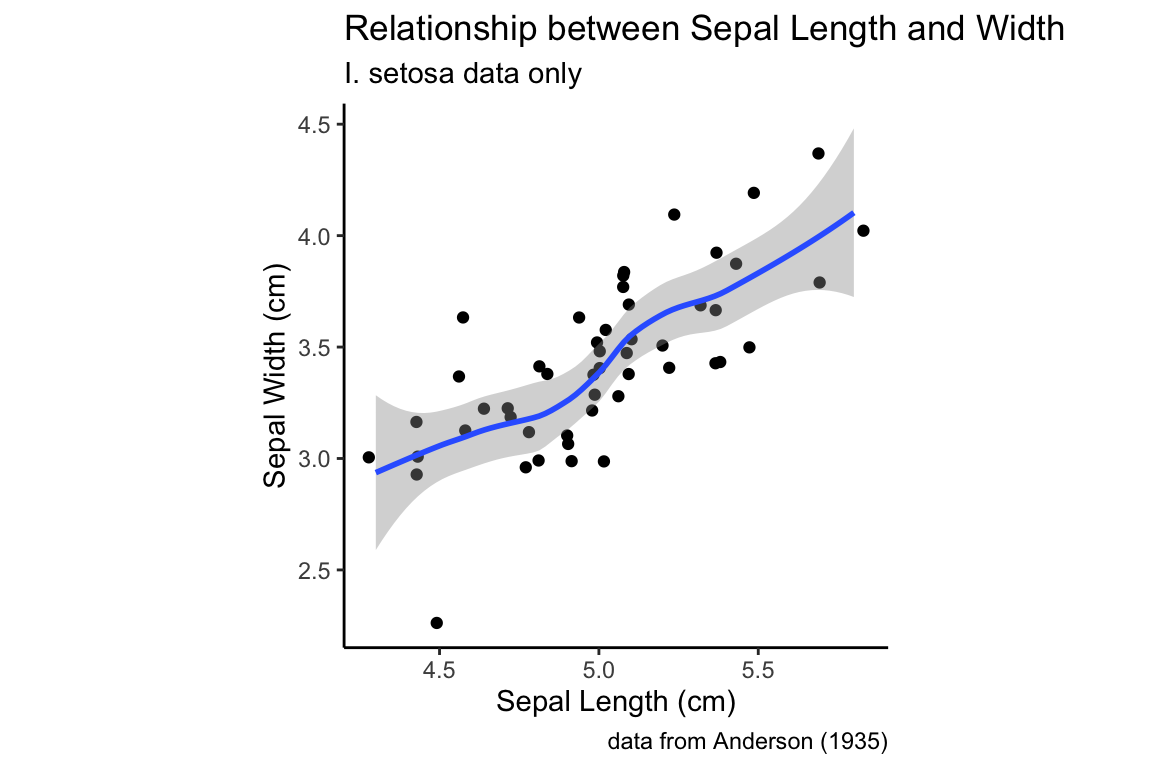 Relationship between Sepal Length and Width
I. setosa data only
4.5
4.0
3.5
3.0
2.5
Sepal Width (cm)
4.5 5.0 5.5
Sepal Length (cm)
data from Anderson (1935)